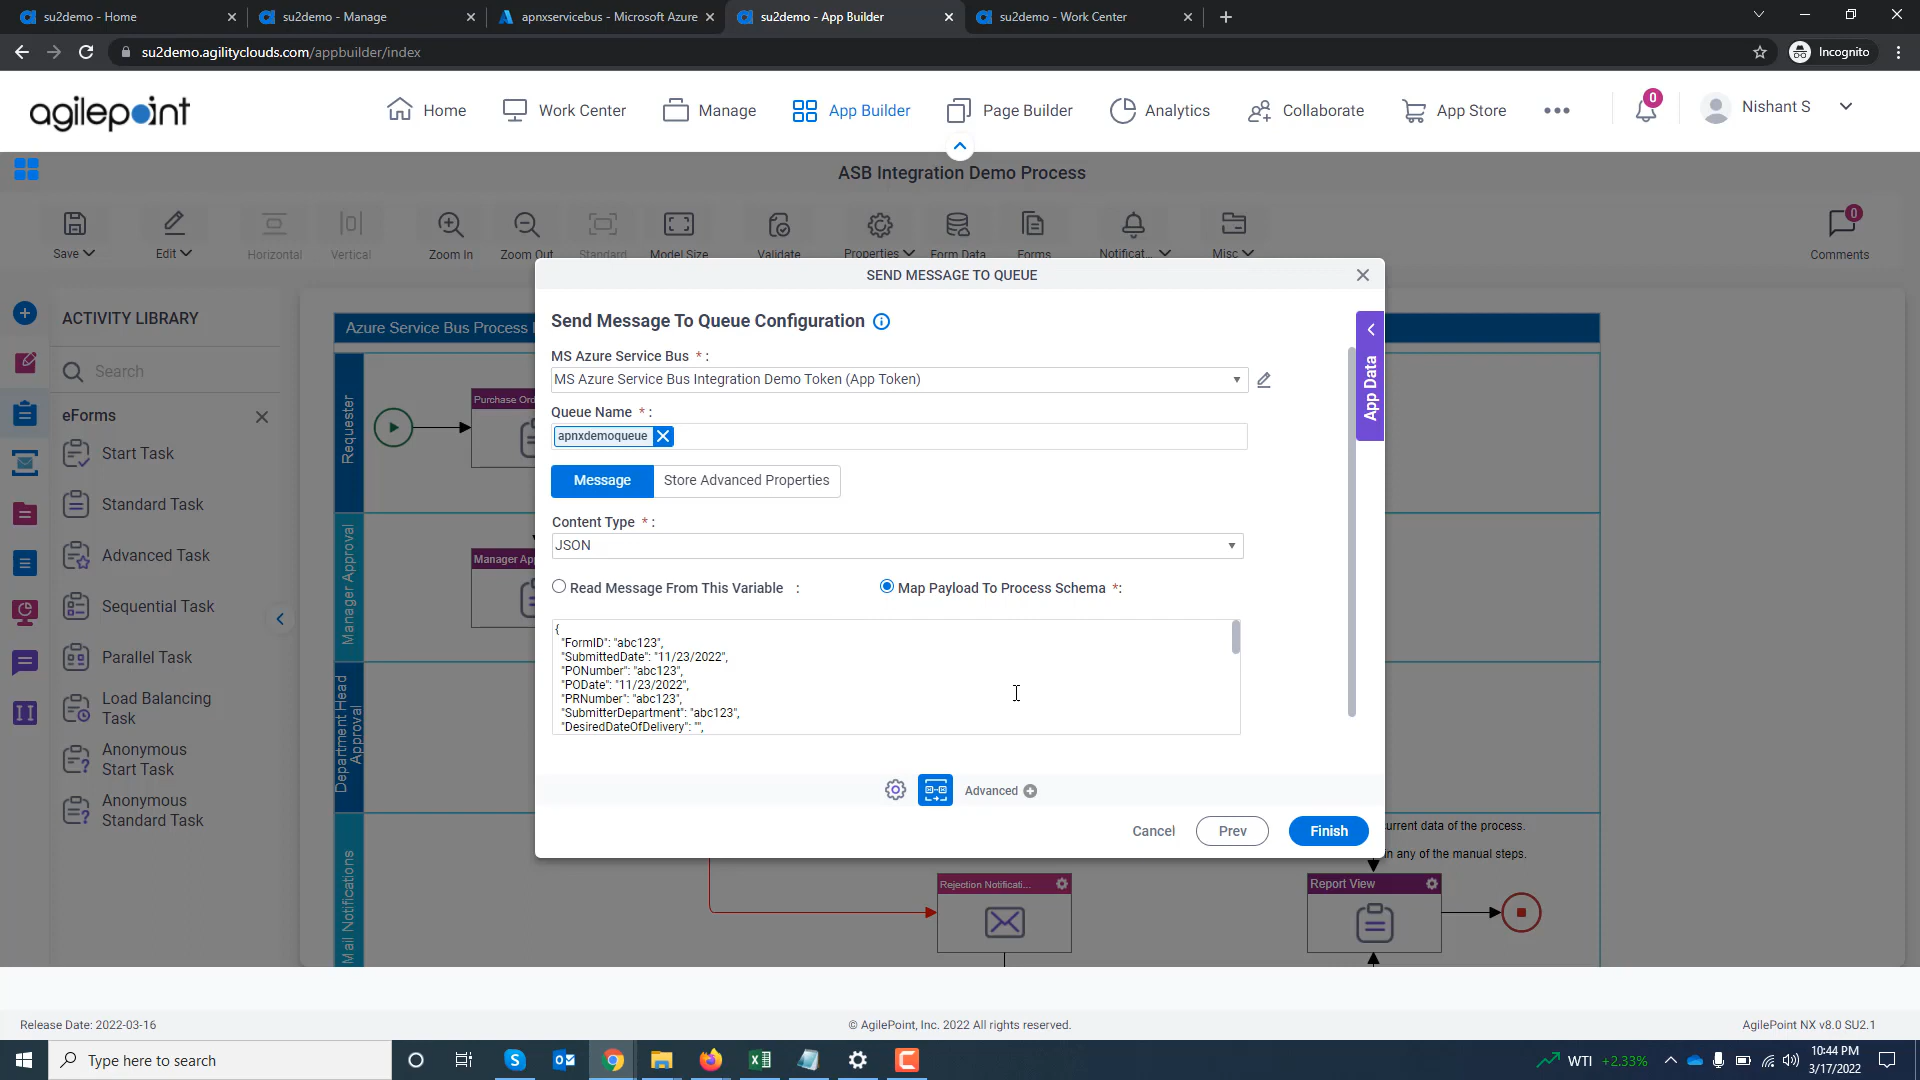 su2demo - Home
su2demo - Manage
apnxservicebus - Microsoft Azure
su2demo - App Builder
su2demo - Work Center
su2demo.agilityclouds.com/appbuilder/index
Incognito
agilepoint
Home
Work Center
Manage
App Builder
Page Builder
Analytics
Collaborate
App Store
0
Nishant S
ASB Integration Demo Process
Save
Edit
Horizontal
Vertical
Zoom In
Zoom Out
Standard
Model Size
Validate
Properties
Form Data
Forms
Notificat...
Misc
0
Comments
ACTIVITY LIBRARY
Search
eForms
Start Task
Standard Task
Advanced Task
Sequential Task
Parallel Task
Load Balancing
Task
Anonymous
Start Task
Anonymous
Standard Task
Azure Service Bus Process
Requester
Manager Approval
Department Head
Approval
Mail Notifications
Purchase Ord
Manager App
SEND MESSAGE TO QUEUE
Send Message To Queue Configuration
MS Azure Service Bus * :
MS Azure Service Bus Integration Demo Token (App Token)
Queue Name * :
apnxdemoqueue
Message
Store Advanced Properties
Content Type * :
JSON
Read Message From This Variable :
Map Payload To Process Schema *:
{
"FormID": "abc123",
"SubmittedDate": "11/23/2022",
"PONumber": "abc123",
"PODate": "11/23/2022",
"PRNumber": "abc123",
"SubmitterDepartment": "abc123",
"DesiredDateOfDelivery": "",
App Data
Advanced
Cancel
Prev
Finish
urrent data of the process.
in any of the manual steps.
Rejection Notificati...
Report View
Release Date: 2022-03-16
© AgilePoint, Inc. 2022 All rights reserved.
AgilePoint NX v8.0 SU2.1
Type here to search
WTI +2.33%
10:44 PM
3/17/2022